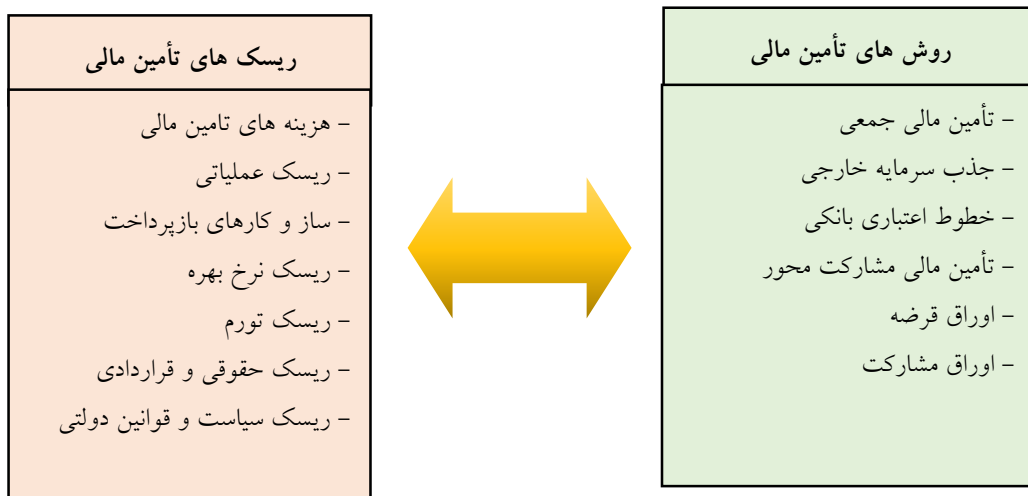 روش های تأمین مالی
- تأمین مالی جمعی
- جذب سرمایه خارجی
- خطوط اعتباری بانکی
- تأمین مالی مشارکت محور
- اوراق قرضه
- اوراق مشارکت
ریسک های تأمین مالی
- هزینه های تامین مالی
- ریسک عملیاتی
- ساز و کارهای بازپرداخت
- ریسک نرخ بهره
- ریسک تورم
- ریسک حقوقی و قراردادی
- ریسک سیاست و قوانین دولتی